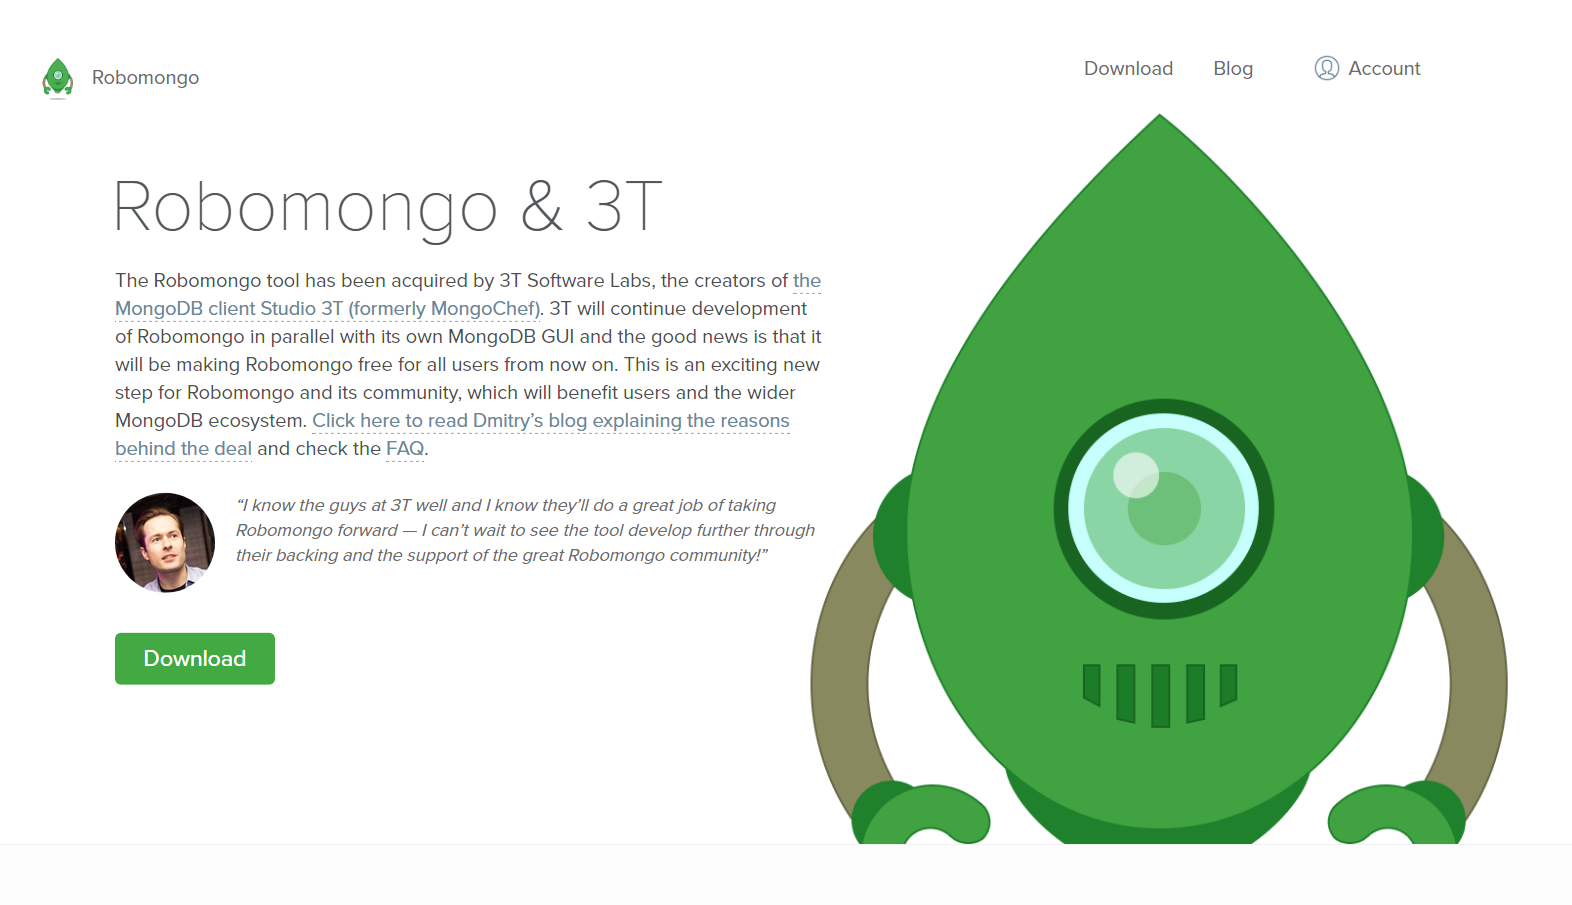 Robomongo
Download
Blog
Account
Robomongo & 3T
The Robomongo tool has been acquired by 3T Software Labs, the creators of the
MongoDB client Studio 3T (formerly MongoChef). 3T will continue development
of Robomongo in parallel with its own MongoDB GUI and the good news is that it
will be making Robomongo free for all users from now on. This is an exciting new
step for Robomongo and its community, which will benefit users and the wider
MongoDB ecosystem. Click here to read Dmitry’s blog explaining the reasons
behind the deal and check the FAQ.
“I know the guys at 3T well and I know they’ll do a great job of taking
Robomongo forward — I can’t wait to see the tool develop further through
their backing and the support of the great Robomongo community!”
Download